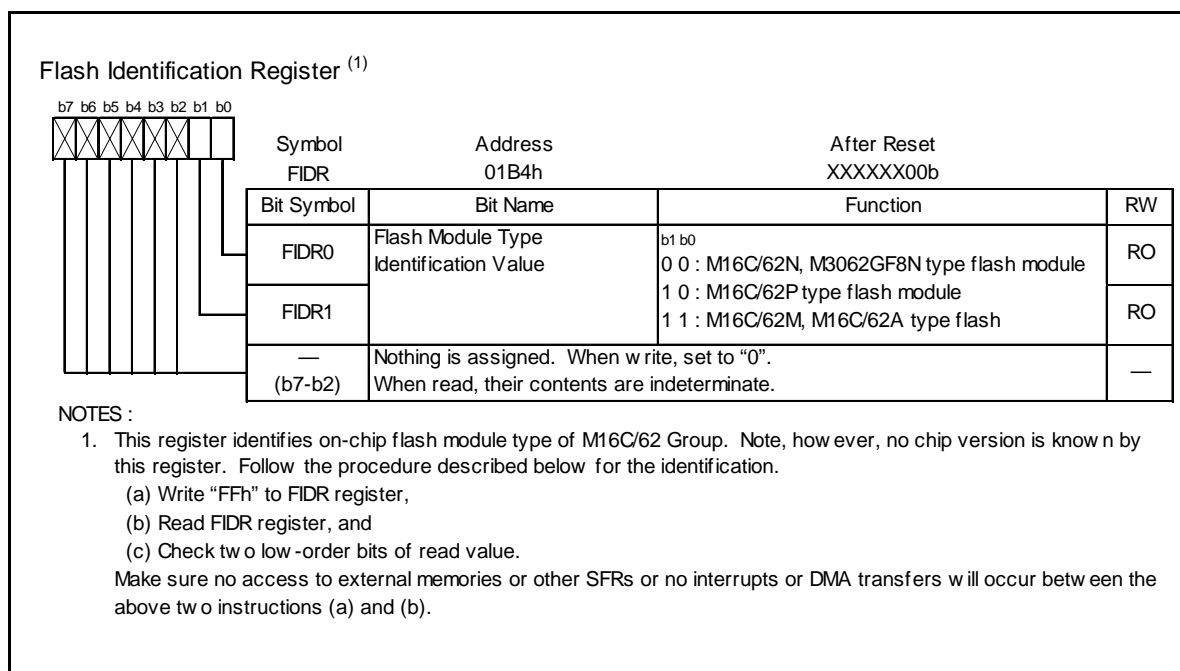 Flash Identification Register (1)
b7 b6 b5 b4 b3 b2 b1 b0
Symbol Address After Reset
FIDR 01B4h XXXXXX00b
Bit Symbol Bit Name Function RW
FIDR0 Flash Module Type Identification Value b1 b0 RO
0 0 : M16C/62N, M3062GF8N type flash module
1 0 : M16C/62P type flash module
FIDR1 1 1 : M16C/62M, M16C/62A type flash RO
— Nothing is assigned. When write, set to “0”. —
(b7-b2) When read, their contents are indeterminate.
NOTES :
1. This register identifies on-chip flash module type of M16C/62 Group. Note, however, no chip version is known by
this register. Follow the procedure described below for the identification.
(a) Write “FFh” to FIDR register,
(b) Read FIDR register, and
(c) Check two low-order bits of read value.
Make sure no access to external memories or other SFRs or no interrupts or DMA transfers will occur between the
above two instructions (a) and (b).